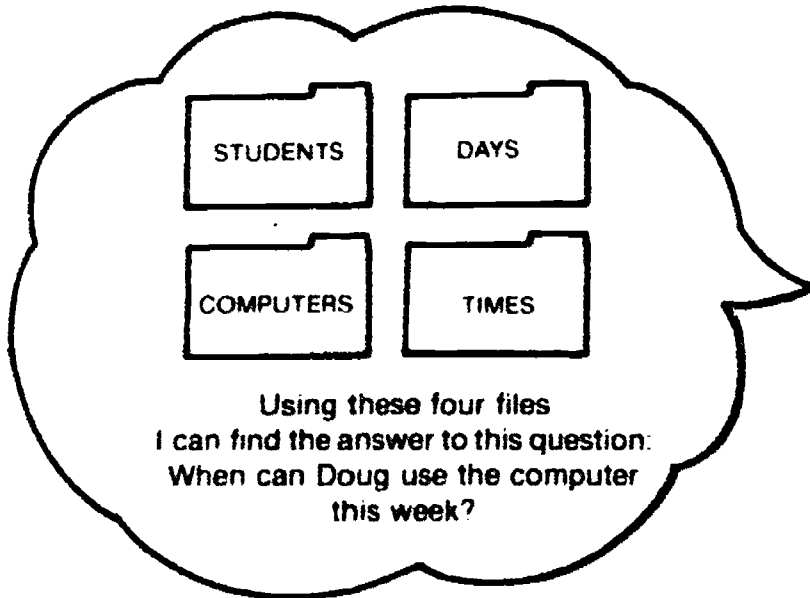 STUDENTS
DAYS
COMPUTERS
TIMES
Using these four files
I can find the answer to this question:
When can Doug use the computer
this week?